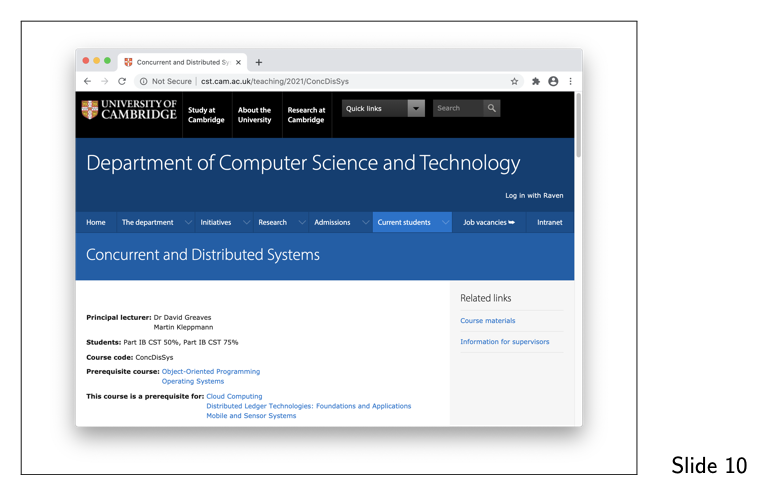 Concurrent and Distributed Sy
Not Secure | cst.cam.ac.uk/teaching/2021/ConcDisSys
UNIVERSITY OF
CAMBRIDGE
Study at
Cambridge
About the
University
Research at
Cambridge
Quick links
Search
Department of Computer Science and Technology
Log in with Raven
Home The department Initiatives Research Admissions Current students Job vacancies Intranet
Concurrent and Distributed Systems
Principal lecturer: Dr David Greaves
Martin Kleppmann
Students: Part IB CST 50%, Part IB CST 75%
Course code: ConcDisSys
Prerequisite course: Object-Oriented Programming
Operating Systems
This course is a prerequisite for: Cloud Computing
Distributed Ledger Technologies: Foundations and Applications
Mobile and Sensor Systems
Related links
Course materials
Information for supervisors
Slide 10